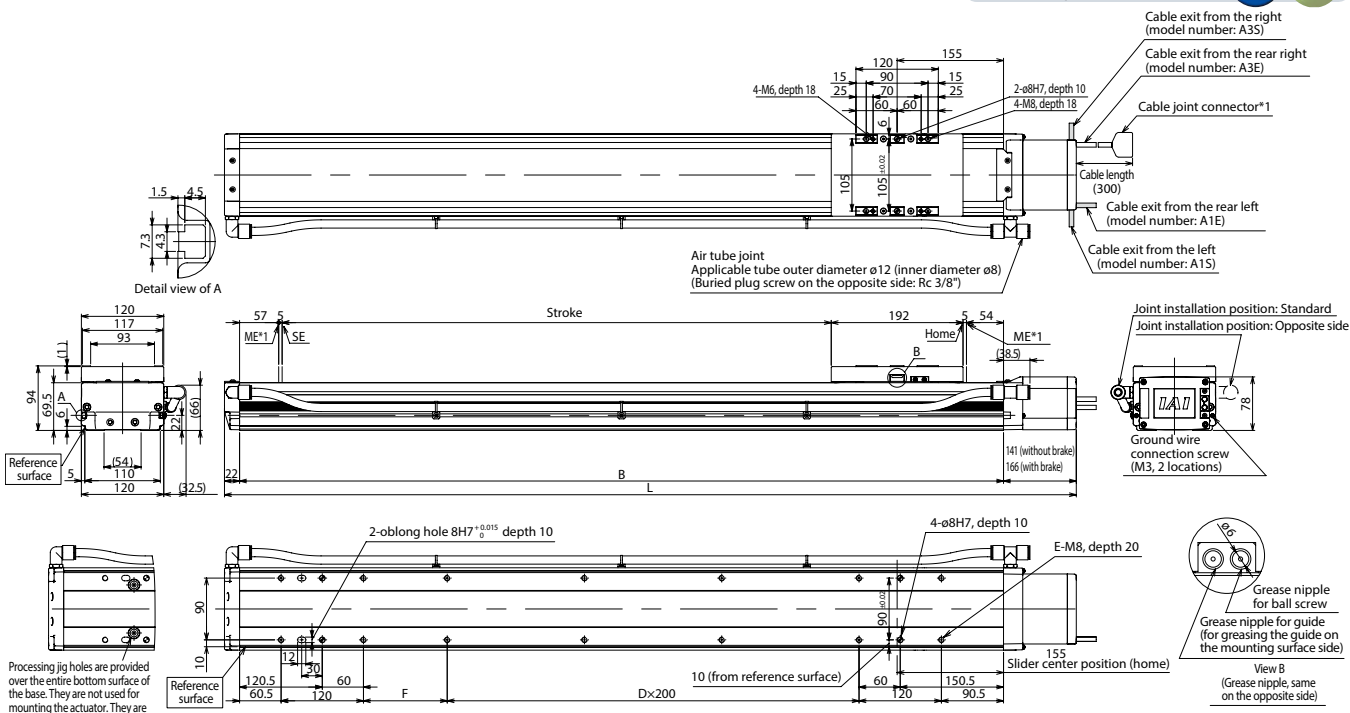 Cable exit from the right
(model number: A3S)
Cable exit from the rear right
(model number: A3E)
Cable joint connector*1
155
120
15
90
15
25
70
25
60
60
6
4-M6, depth 18
2-ø8H7, depth 10
4-M8, depth 18
105
105 ±0.02
Cable length
(300)
Cable exit from the rear left
(model number: A1E)
Cable exit from the left
(model number: A1S)
1.5
4.5
7.3
4.3
Detail view of A
Air tube joint
Applicable tube outer diameter ø12 (inner diameter ø8)
(Buried plug screw on the opposite side: Rc 3/8")
120
117
93
(1)
94
69.5
6
A
22
(66)
Reference
surface
(54)
5
110
120
(32.5)
57
5
Stroke
192
5
54
ME*1
SE
Home
ME*1
B
(38.5)
141 (without brake)
166 (with brake)
22
B
L
Joint installation position: Standard
Joint installation position: Opposite side
IAI
78
Ground wire
connection screw
(M3, 2 locations)
2-oblong hole 8H7 +0.015 0 depth 10
4-ø8H7, depth 10
E-M8, depth 20
90
10
90 ±0.02
12
30
Reference
surface
10 (from reference surface)
155
Slider center position (home)
120.5
60
60
150.5
60.5
120
F
D×200
120
90.5
Processing jig holes are provided
over the entire bottom surface of
the base. They are not used for
mounting the actuator. They are
ø6
Grease nipple
for ball screw
Grease nipple for guide
(for greasing the guide on
the mounting surface side)
View B
(Grease nipple, same
on the opposite side)